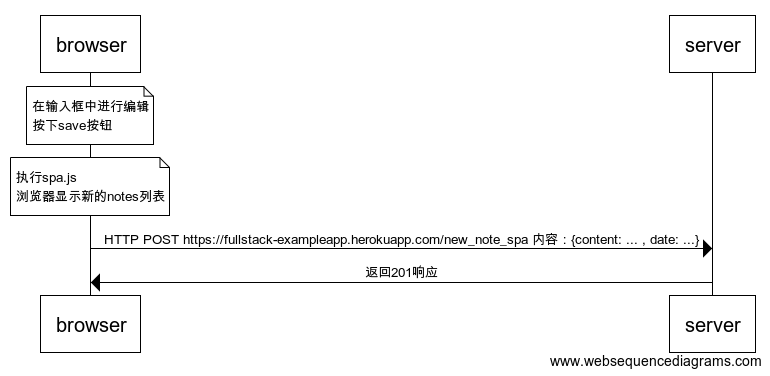 browser
server
在输入框中进行编辑
按下save按钮
执行spa.js
浏览器显示新的notes列表
HTTP POST https://fullstack-exampleapp.herokuapp.com/new_note_spa 内容：{content: ... , date: ...}
返回201响应
browser
server
www.websequencediagrams.com